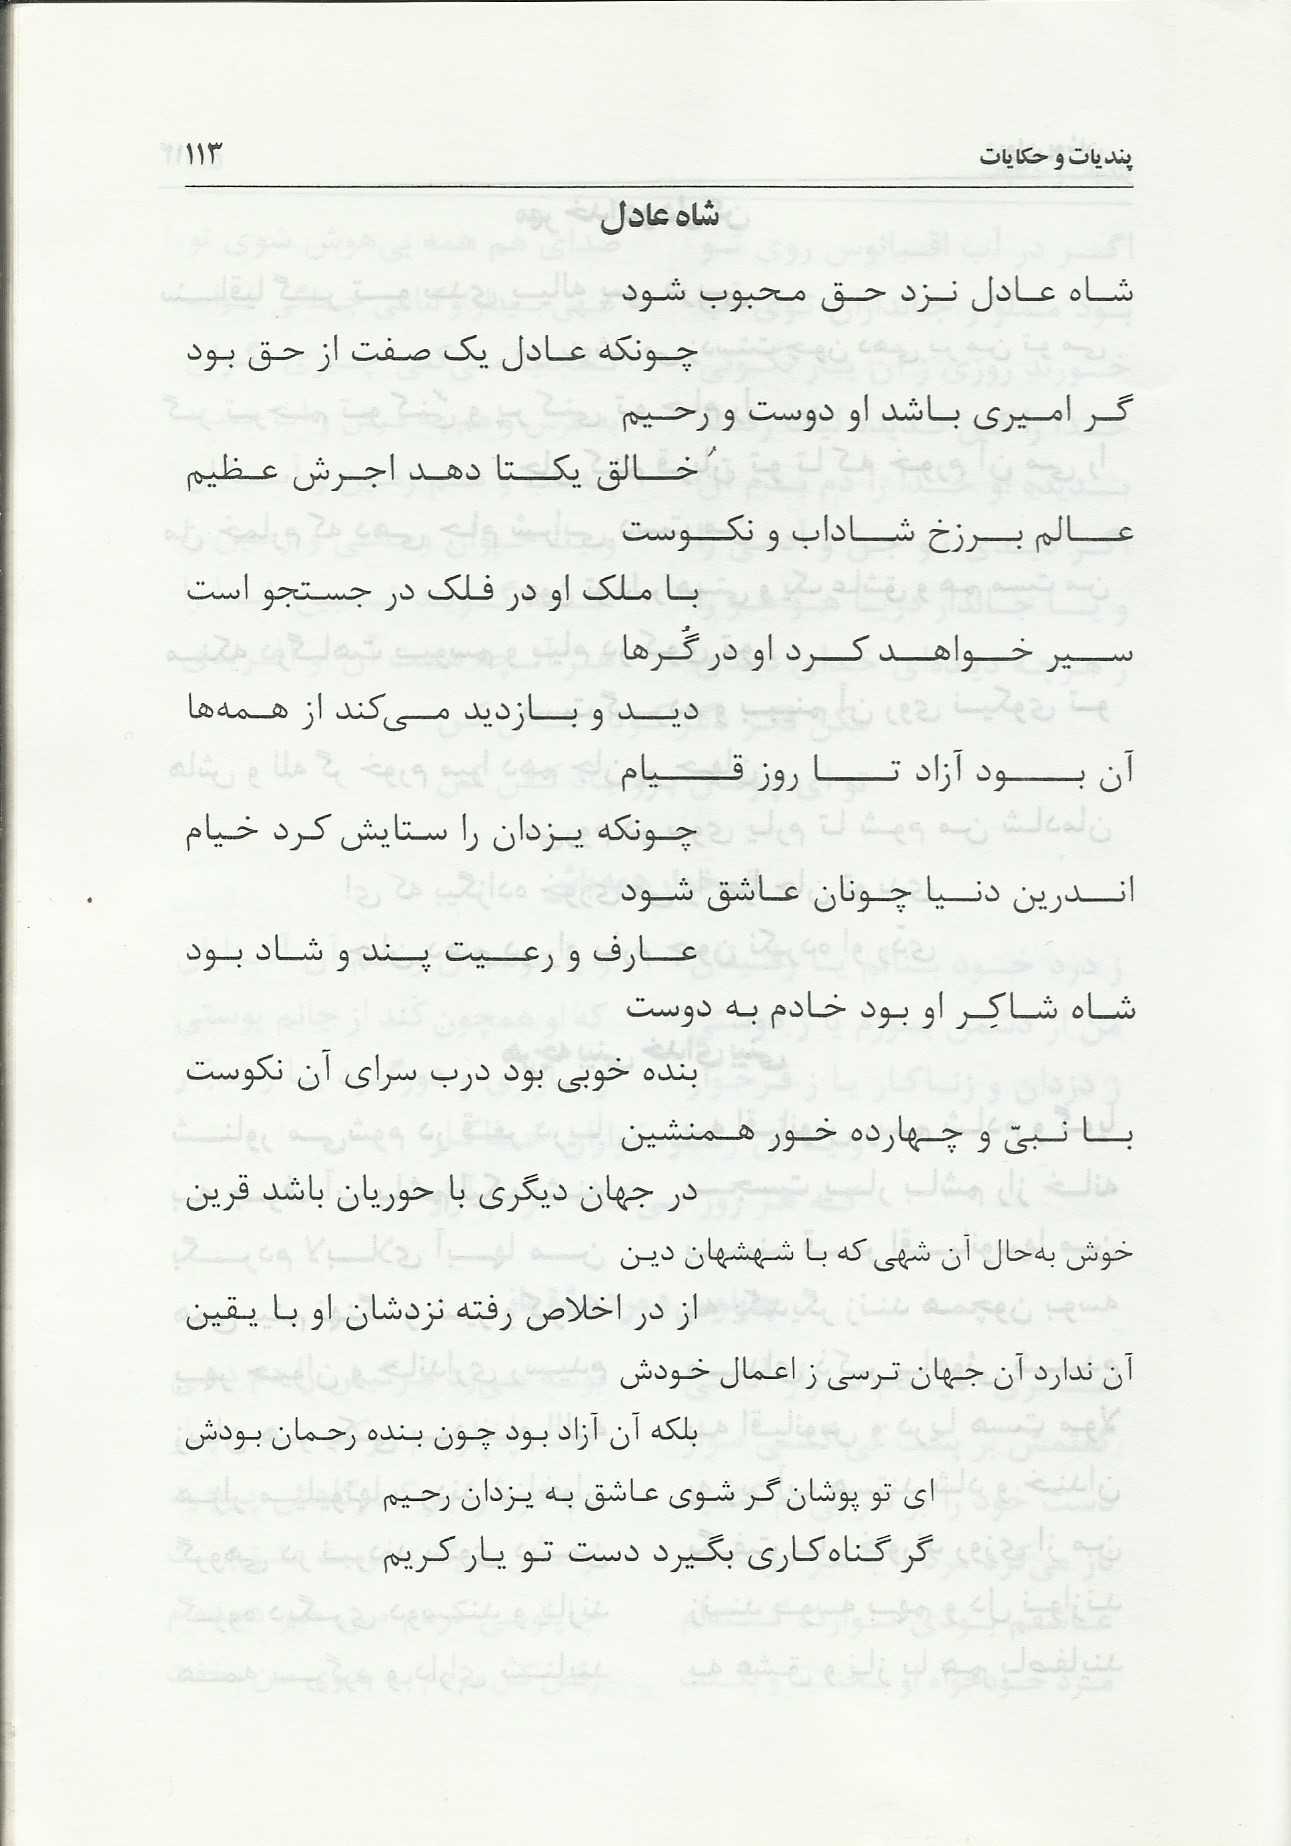 پندیات و حکایات ۱۱۳
شاه عادل
شاه عادل نزد حق محبوب شود
چونکه عادل یک صفت از حق بود
گر امیری باشد او دوست و رحیم
خالق یکتا دهد اجرش عظیم
عالم برزخ شاداب و نکوست
با ملک او در فلک در جستجو است
سیر خواهد کرد او در گُرها
دید و بازدید می‌کند از همه‌ها
آن بود آزاد تا روز قیام
چونکه یزدان را ستایش کرد خیام
اندرین دنیا چونان عاشق شود
عارف و رعیت پند و شاد بود
شاه شاکِر او بود خادم به دوست
بنده خوبی بود درب سرای آن نکوست
با نبیّ و چهارده خور همنشین
در جهان دیگری با حوریان باشد قرین
خوش به‌حال آن شهی که با شهشهان دین
از در اخلاص رفته نزدشان او با یقین
آن ندارد آن جهان ترسی ز اعمال خودش
بلکه آن آزاد بود چون بنده رحمان بودش
ای تو پوشان گر شوی عاشق به یزدان رحیم
گر گناه‌کاری بگیرد دست تو یار کریم